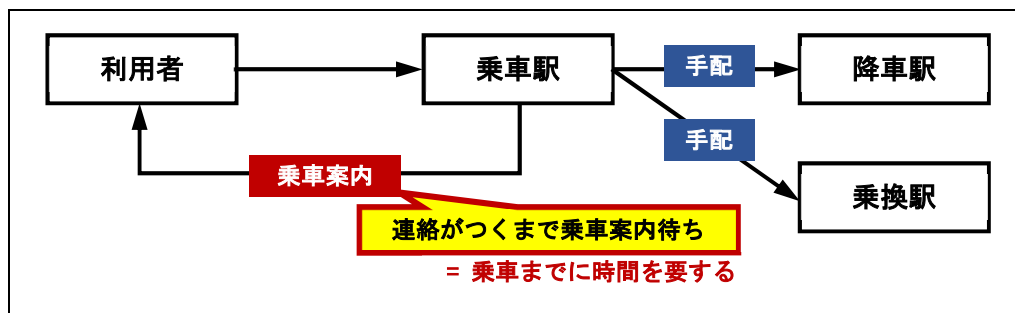 利用者
乗車駅
手配
降車駅
手配
乗車案内
乗換駅
連絡がつくまで乗車案内待ち
= 乗車までに時間を要する